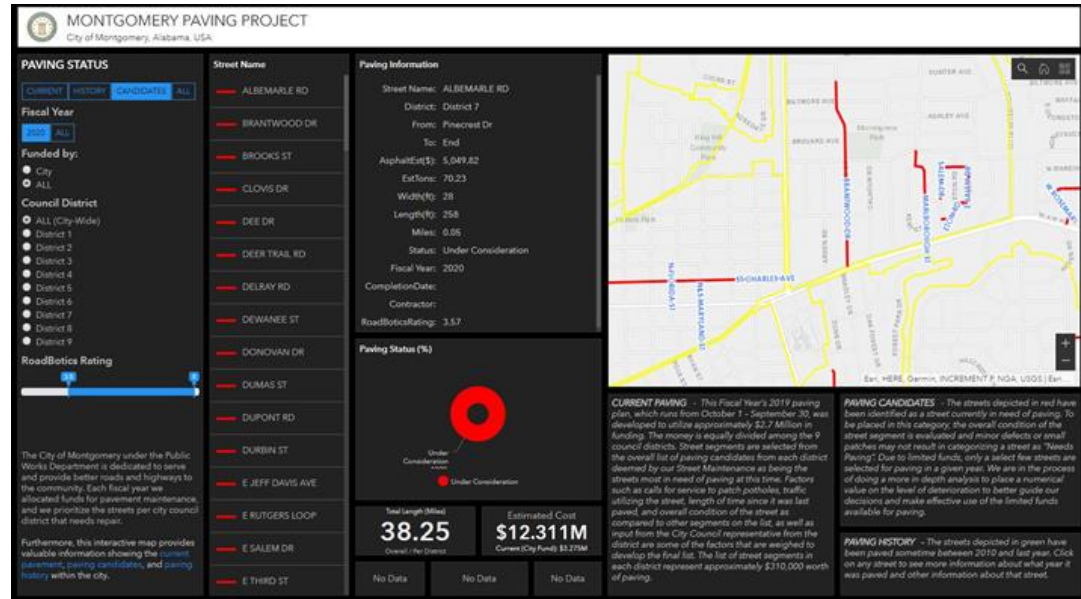 MONTGOMERY PAVING PROJECT
City of Montgomery, Alabama, USA
PAVING STATUS
CURRENT HISTORY CANDIDATES ALL
Fiscal Year
2020 ALL
Funded by:
City
ALL
Council District
ALL (City-Wide)
District 1
District 2
District 3
District 4
District 5
District 6
District 7
District 8
District 9
RoadBotics Rating
The City of Montgomery under the Public
Works Department is dedicated to serve
and provide better roads and highways to
the community. Each fiscal year we
allocated funds for pavement maintenance,
and we prioritize the streets per city council
district that needs repair.
Furthermore, this interactive map provides
valuable information showing the current
pavement, paving candidates, and paving
history within the city.
Street Name
ALBEMARLE RD
BRANTWOOD DR
BROOKS ST
CLOVIS DR
DEE DR
DEER TRAIL RD
DELRAY RD
DEWANEE ST
DONOVAN DR
DUMAS ST
DUPONT RD
DURBIN ST
E JEFF DAVIS AVE
E RUTGERS LOOP
E SALEM DR
E THIRD ST
Paving Information
Street Name: ALBEMARLE RD
District: District 7
From: Pinecrest Dr
To: End
AsphaltEst($): 5,049.82
EstTons: 70.23
Width(ft): 28
Length(ft): 258
Miles: 0.05
Status: Under Consideration
Fiscal Year: 2020
CompletionDate:
Contractor:
RoadBoticsRating: 3.57
Paving Status (%)
Under
Consideration
Under Consideration
Total Length (Miles)
38.25
Overall / Per District
Estimated Cost
$12.311M
Current (City Fund): $3.275M
No Data No Data No Data
BILTMORE AVE
ASHLEY AVE
King Hill
Community
Park
BRANTWOOD DR
MARLBOROUGH ST
ST CHARLES AVE
Esri, HERE, Garmin, INCREMENT P, NGA, USGS | Esri...
CURRENT PAVING - This Fiscal Year's 2019 paving
plan, which runs from October 1 - September 30, was
developed to utilize approximately $2.7 Million in
funding. The money is equally divided among the 9
council districts. Street segments are selected from
the overall list of paving candidates from each district
deemed by our Street Maintenance as being the
streets most in need of paving at this time. Factors
such as calls for service to patch potholes, traffic
utilizing the street, length of time since it was last
paved, and overall condition of the street as
compared to other segments on the list, as well as
input from the City Council representative from the
district are some of the factors that are weighed to
develop the final list. The list of street segments in
each district represent approximately $310,000 worth
of paving.
PAVING CANDIDATES - The streets depicted in red have
been identified as a street currently in need of paving. To
be placed in this category, the overall condition of the
street segment is evaluated and minor defects or small
patches may not result in a street categorized as "Needs
Paving". Due to limited funds, only a select few streets are
selected for paving in a given year. We are in the process
of doing a more in depth analysis to place a numerical
value on the level of deterioration to better guide our
decisions and make effective use of the limited funds
available for paving.
PAVING HISTORY - The streets depicted in green have
been paved sometime between 2010 and last year. Click
on any street to see more information about what year it
was paved and other information about that street.